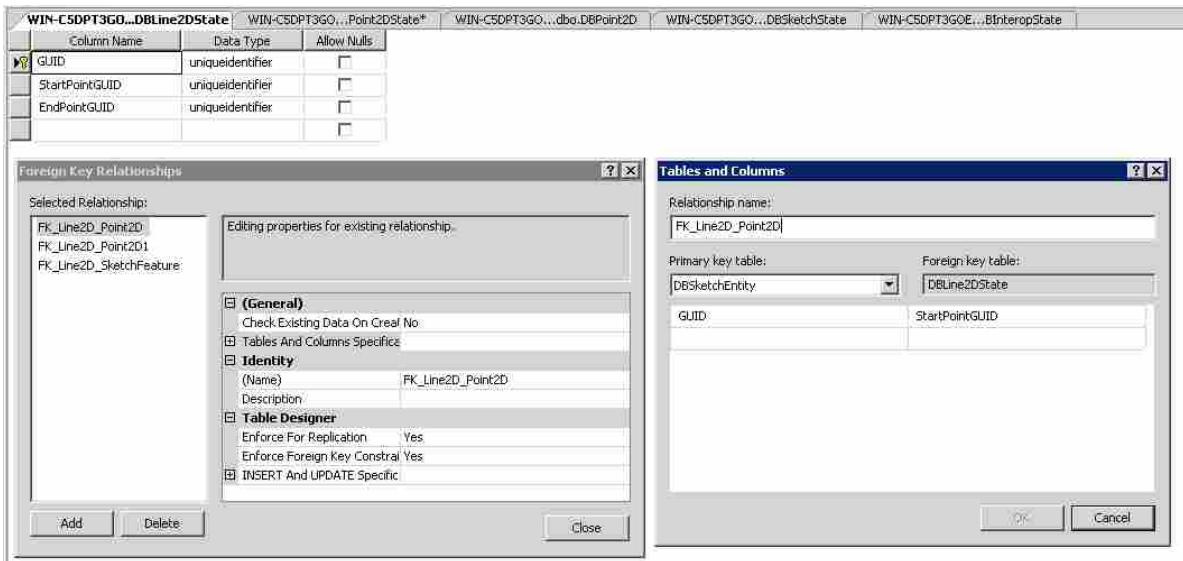 WIN-C5DPT3GO...DBLine2DState WIN-C5DPT3GO...Point2DState* WIN-C5DPT3GO...dbo.DBPoint2D WIN-C5DPT3GO...DBSketchState WIN-C5DPT3GOE...BInteropState
Column Name Data Type Allow Nulls
GUID uniqueidentifier
StartPointGUID uniqueidentifier
EndPointGUID uniqueidentifier
Foreign Key Relationships
Selected Relationship:
FK_Line2D_Point2D
FK_Line2D_Point2D1
FK_Line2D_SketchFeature
Editing properties for existing relationship.
(General)
Check Existing Data On Creat No
Tables And Columns Specifica
Identity
(Name) FK_Line2D_Point2D
Description
Table Designer
Enforce For Replication Yes
Enforce Foreign Key Constrai Yes
INSERT And UPDATE Specific
Add Delete
Close
Tables and Columns
Relationship name:
FK_Line2D_Point2D
Primary key table: Foreign key table:
DBSketchEntity DBLine2DState
GUID StartPointGUID
OK Cancel